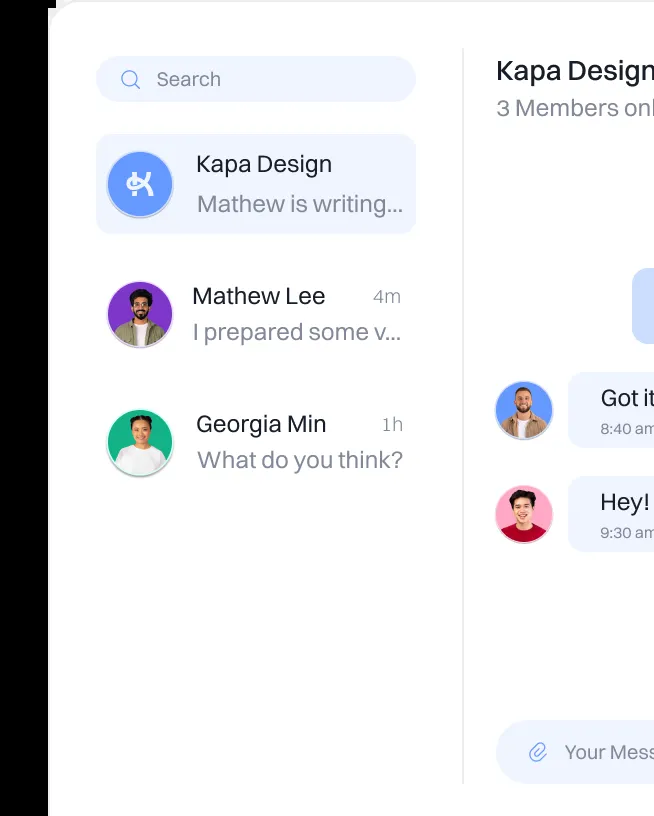 Search
Kapa Design
Mathew is writing...
Mathew Lee
4m
I prepared some v...
Georgia Min
1h
What do you think?
Kapa Design
3 Members onl
Got it
8:40 am
Hey!
9:30 am
Your Mess